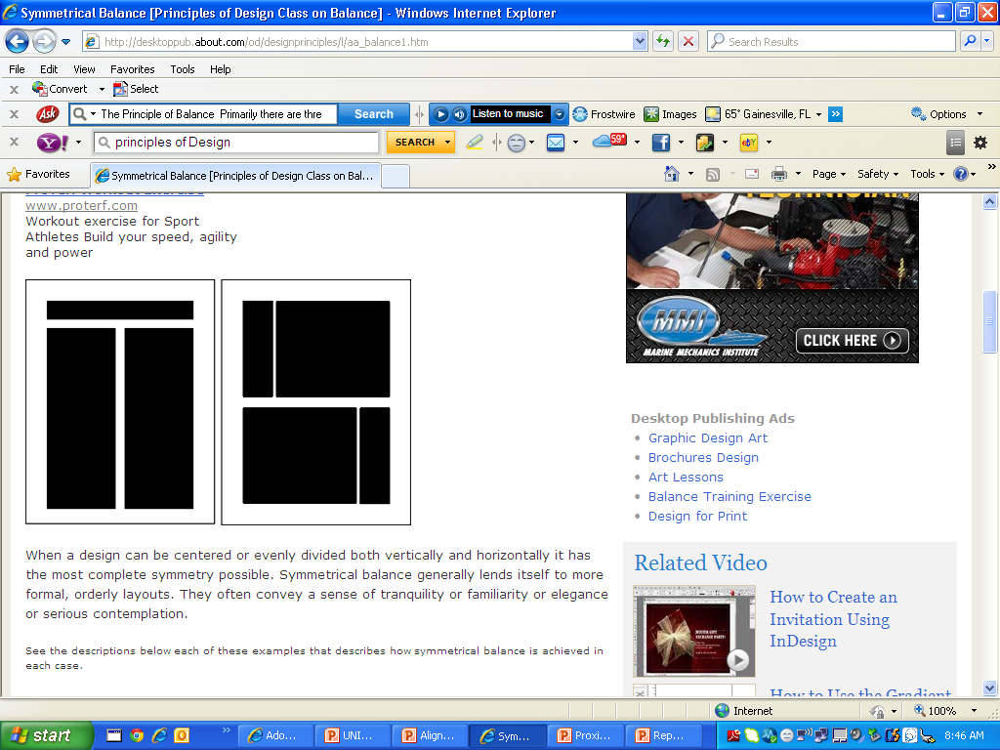 Symmetrical Balance [Principles of Design Class on Balance] - Windows Internet Explorer
http://desktoppub.about.com/od/designprinciples/l/aa_balance1.htm
Search Results
File Edit View Favorites Tools Help
Convert Select
Ask The Principle of Balance Primarily there are thre Search Listen to music Frostwire Images 65° Gainesville, FL Options
Y! principles of Design SEARCH 59° ebY
Favorites Symmetrical Balance [Principles of Design Class on Bal... Page Safety Tools
www.proterf.com
Workout exercise for Sport
Athletes Build your speed, agility
and power
TECHNICIAN
MMI
MARINE MECHANICS INSTITUTE
CLICK HERE
Desktop Publishing Ads
• Graphic Design Art
• Brochures Design
• Art Lessons
• Balance Training Exercise
• Design for Print
When a design can be centered or evenly divided both vertically and horizontally it has
the most complete symmetry possible. Symmetrical balance generally lends itself to more
formal, orderly layouts. They often convey a sense of tranquility or familiarity or elegance
or serious contemplation.
See the descriptions below each of these examples that describes how symmetrical balance is achieved in
each case.
Related Video
How to Create an
Invitation Using
InDesign
How to Use the Gradient
Internet 100%
start Ado... UNI... Align... Sym... Proxi... Rep... 8:46 AM